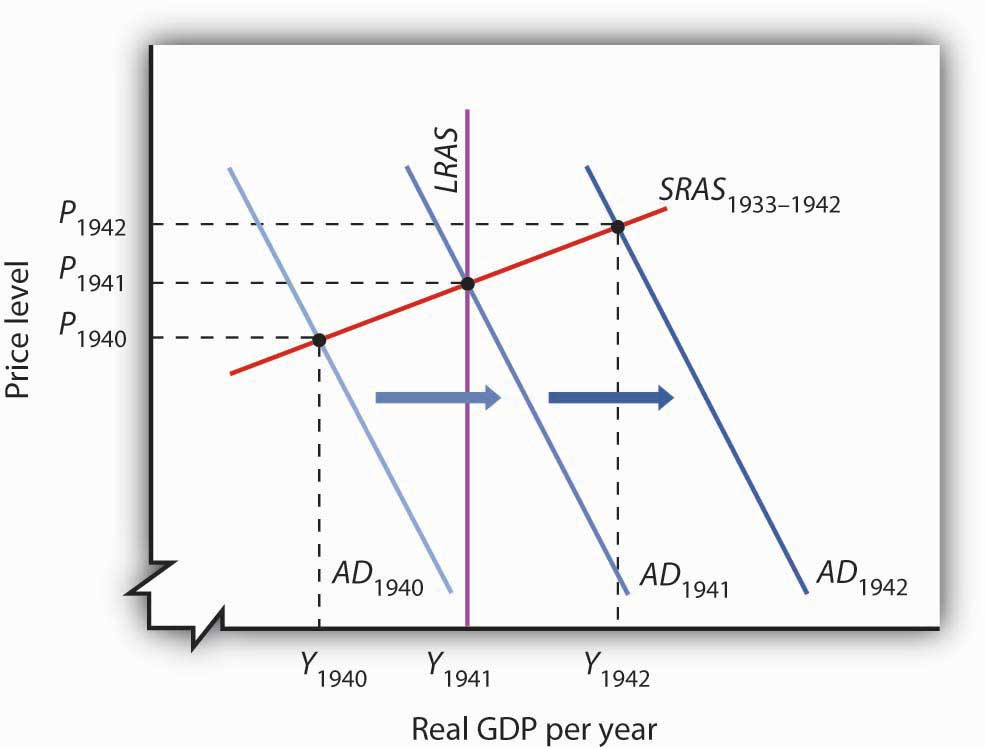 LRAS
SRAS1933–1942
P1942
P1941
P1940
Price level
AD1940
AD1941
AD1942
Y1940
Y1941
Y1942
Real GDP per year